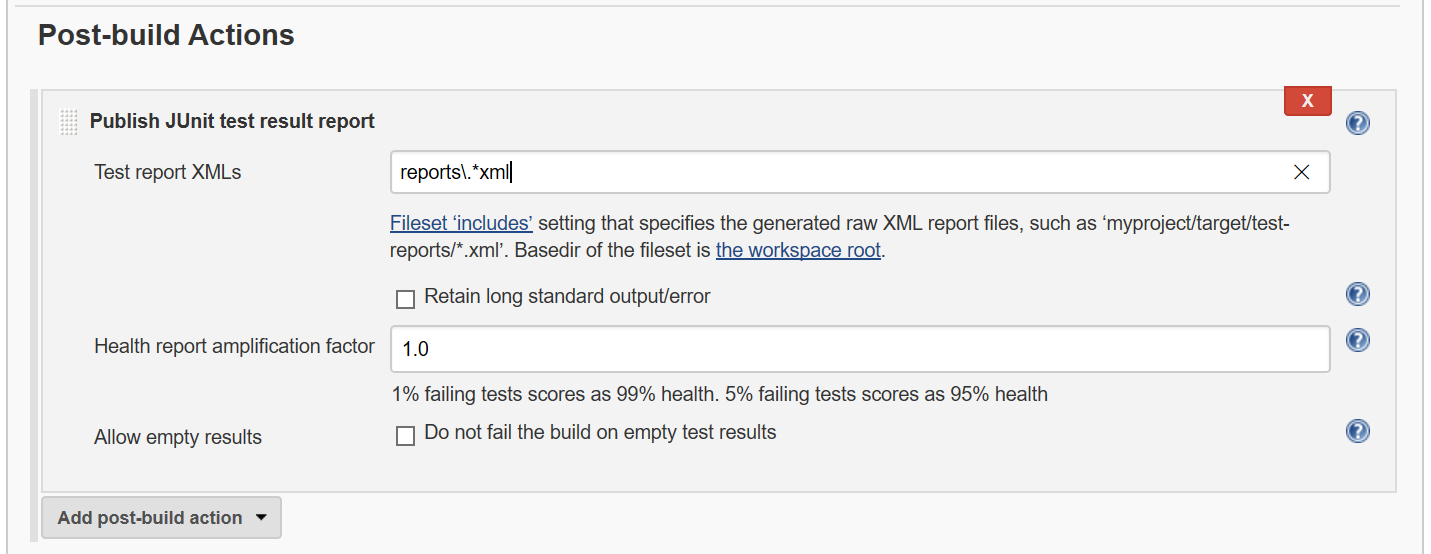 Post-build Actions
X
Publish JUnit test result report
Test report XMLs
reports\.*xml
Fileset ‘includes’ setting that specifies the generated raw XML report files, such as ‘myproject/target/test-
reports/*.xml’. Basedir of the fileset is the workspace root.
Retain long standard output/error
Health report amplification factor
1.0
1% failing tests scores as 99% health. 5% failing tests scores as 95% health
Allow empty results
Do not fail the build on empty test results
Add post-build action